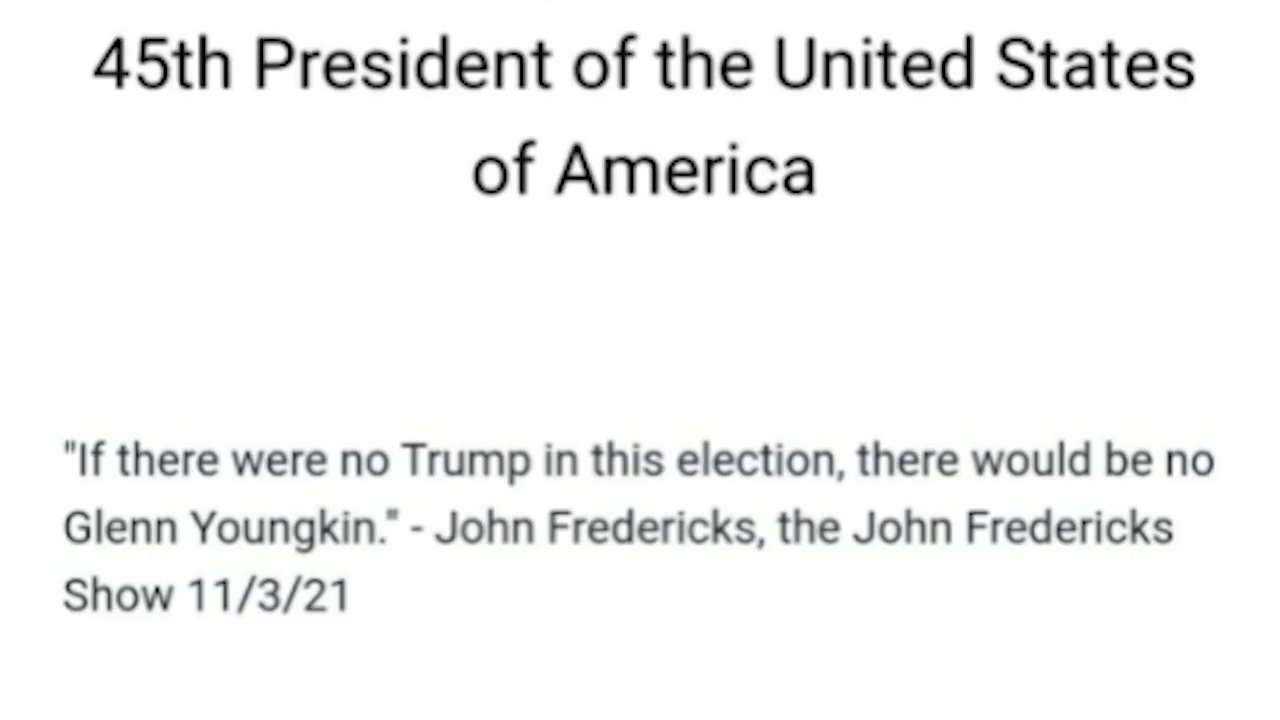 45th President of the United States
of America
"If there were no Trump in this election, there would be no
Glenn Youngkin." - John Fredericks, the John Fredericks
Show 11/3/21